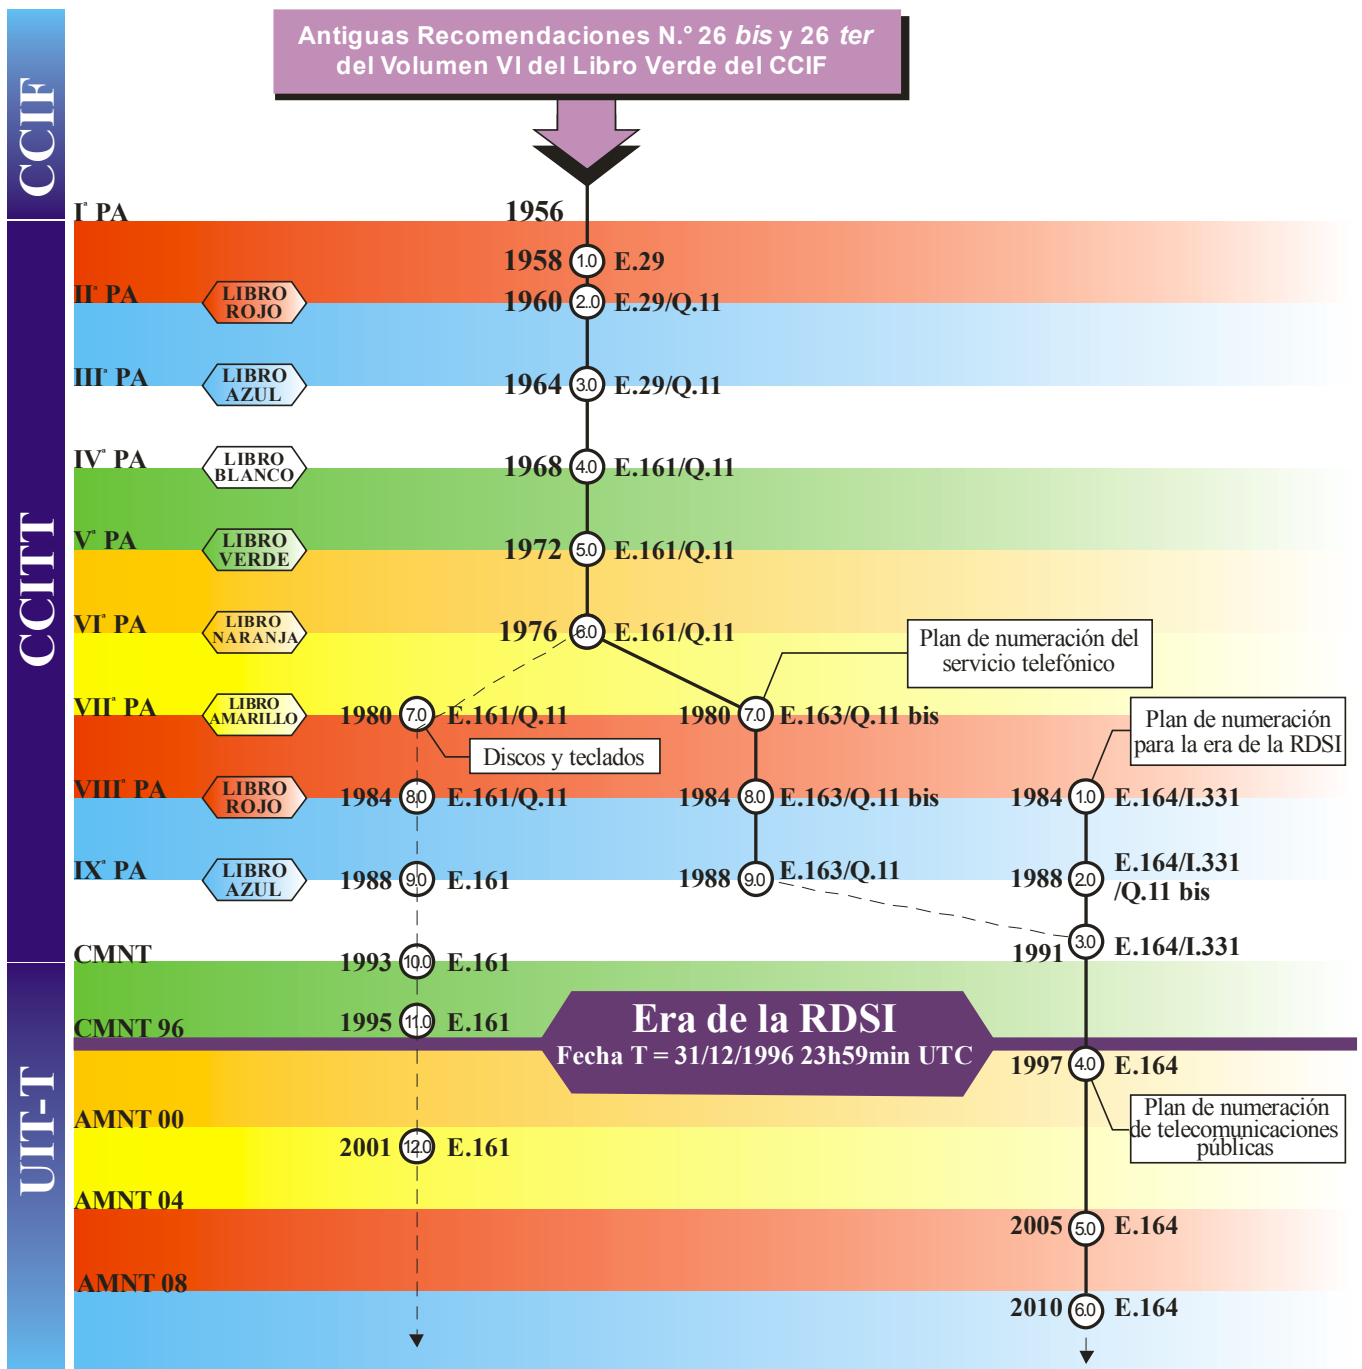 Antiguas Recomendaciones N.° 26 bis y 26 ter
del Volumen VI del Libro Verde del CCIF
CCIF
CCITT
UIT-T
Iª PA
1956
1958 1.0 E.29
IIª PA
LIBRO
ROJO
1960 2..0 E.29/Q.11
IIIª PA
LIBRO
AZUL
1964 3.0 E.29/Q.11
IVª PA
LIBRO
BLANCO
1968 4.0 E.161/Q.11
Vª PA
LIBRO
VERDE
1972 5.0 E.161/Q.11
VIª PA
LIBRO
NARANJA
1976 6.0 E.161/Q.11
Plan de numeración del
servicio telefónico
VIIª PA
LIBRO
AMARILLO
1980 7.0 E.161/Q.11
1980 7.0 E.163/Q.11 bis
Discos y teclados
Plan de numeración
para la era de la RDSI
VIIIª PA
LIBRO
ROJO
1984 8.0 E.161/Q.11
1984 8.0 E.163/Q.11 bis
1984 1.0 E.164/I.331
IXª PA
LIBRO
AZUL
1988 9.0 E.161
1988 9.0 E.163/Q.11
1988 2.0 E.164/I.331
/Q.11 bis
1991 3.0 E.164/I.331
CMNT
1993 10.0 E.161
1995 11.0 E.161
CMNT 96
Era de la RDSI
Fecha T = 31/12/1996 23h59min UTC
1997 4.0 E.164
Plan de numeración
de telecomunicaciones
públicas
AMNT 00
2001 12.0 E.161
AMNT 04
2005 5.0 E.164
AMNT 08
2010 6.0 E.164